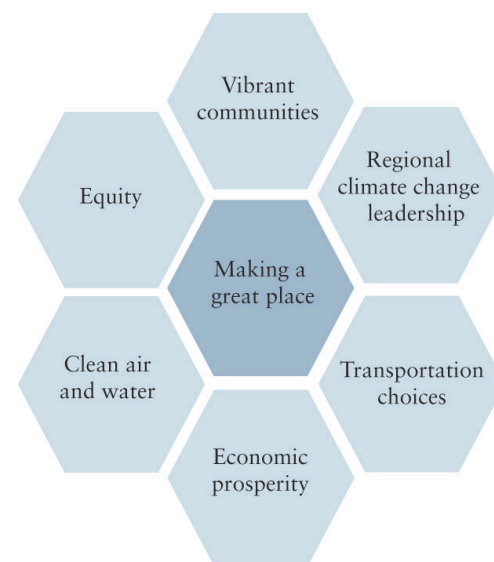 Vibrant
communities
Regional
climate change
leadership
Equity
Making a
great place
Clean air
and water
Transportation
choices
Economic
prosperity